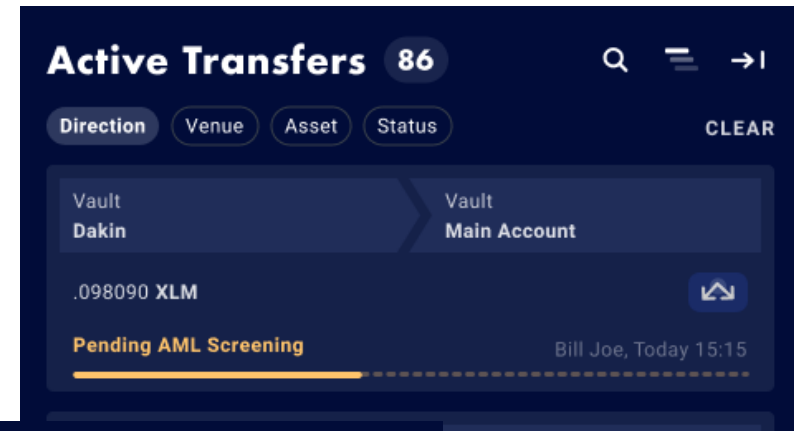 Active Transfers 86
Direction Venue Asset Status CLEAR
Vault Vault
Dakin Main Account
.098090 XLM
Pending AML Screening Bill Joe, Today 15:15